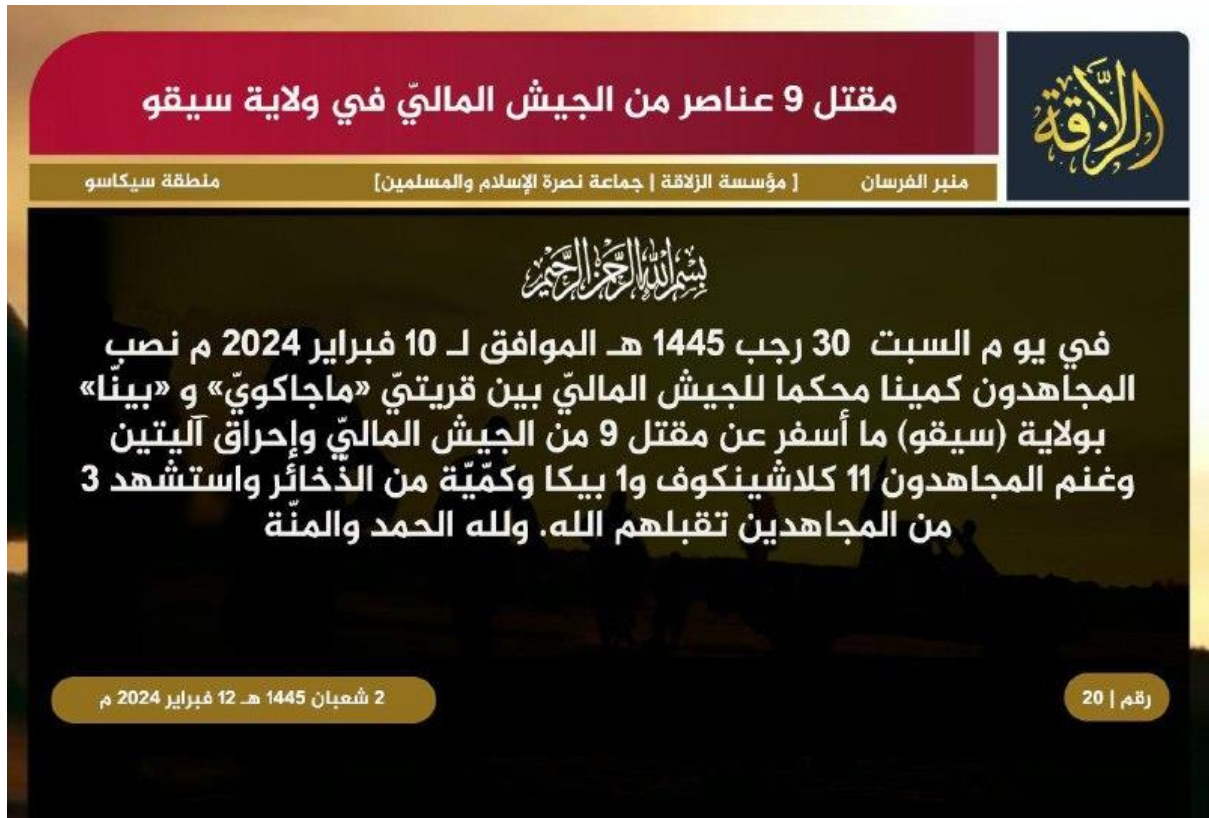 الزلاقة
مقتل 9 عناصر من الجيش الماليّ في ولاية سيقو
منبر الفرسان [ مؤسسة الزلاقة | جماعة نصرة الإسلام والمسلمين] منطقة سيكاسو
بسم الله الرحمن الرحيم
في يو م السبت 30 رجب 1445 هـ الموافق لـ 10 فبراير 2024 م نصب
المجاهدون كمينا محكما للجيش الماليّ بين قريتيّ «ماجاكويّ» و «بينّا»
بولاية (سيقو) ما أسفر عن مقتل 9 من الجيش الماليّ وإحراق آليتين
وغنم المجاهدون 11 كلاشينكوف و1 بيكا وكمّيّة من الذّخائر واستشهد 3
من المجاهدين تقبلهم الله. ولله الحمد والمنّة
رقم | 20
2 شعبان 1445 هـ 12 فبراير 2024 م